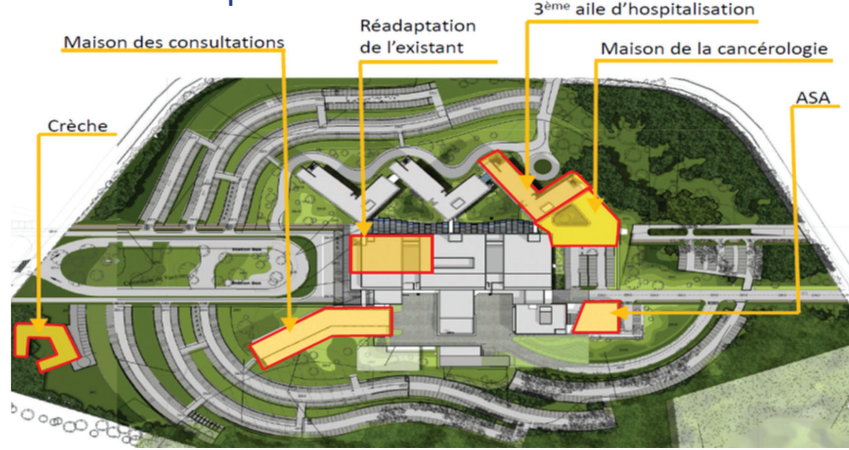 3ème aile d'hospitalisation
Réadaptation
de l'existant
Maison des consultations
Maison de la cancérologie
ASA
Crèche